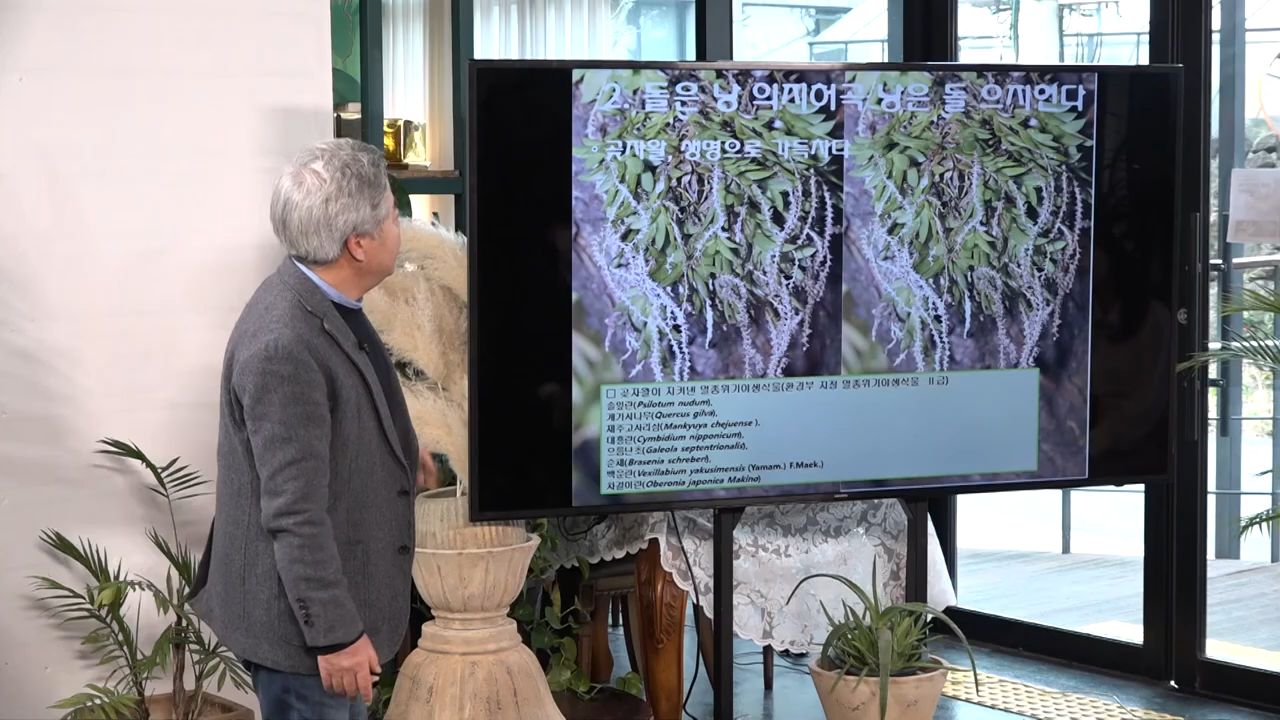 2. 돌은 낭 의지허곡 낭은 돌 으지헌다
◦ 곶자왈, 생명으로 가득차다
□ 곶자왈이 지켜낸 멸종위기야생식물(환경부 지정 멸종위기야생식물 Ⅱ급)
솔잎란(Psilotum nudum),
개가시나무(Quercus gilva),
제주고사리삼(Mankyuya chejuense ).
대흥란(Cymbidium nipponicum),
으름난초(Galeola septentrionalis),
순채(Brasenia schreberi),
백운란(Vexillabium yakusimensis (Yamam.) F.Maek.)
차걸이란(Oberonia japonica Makino)